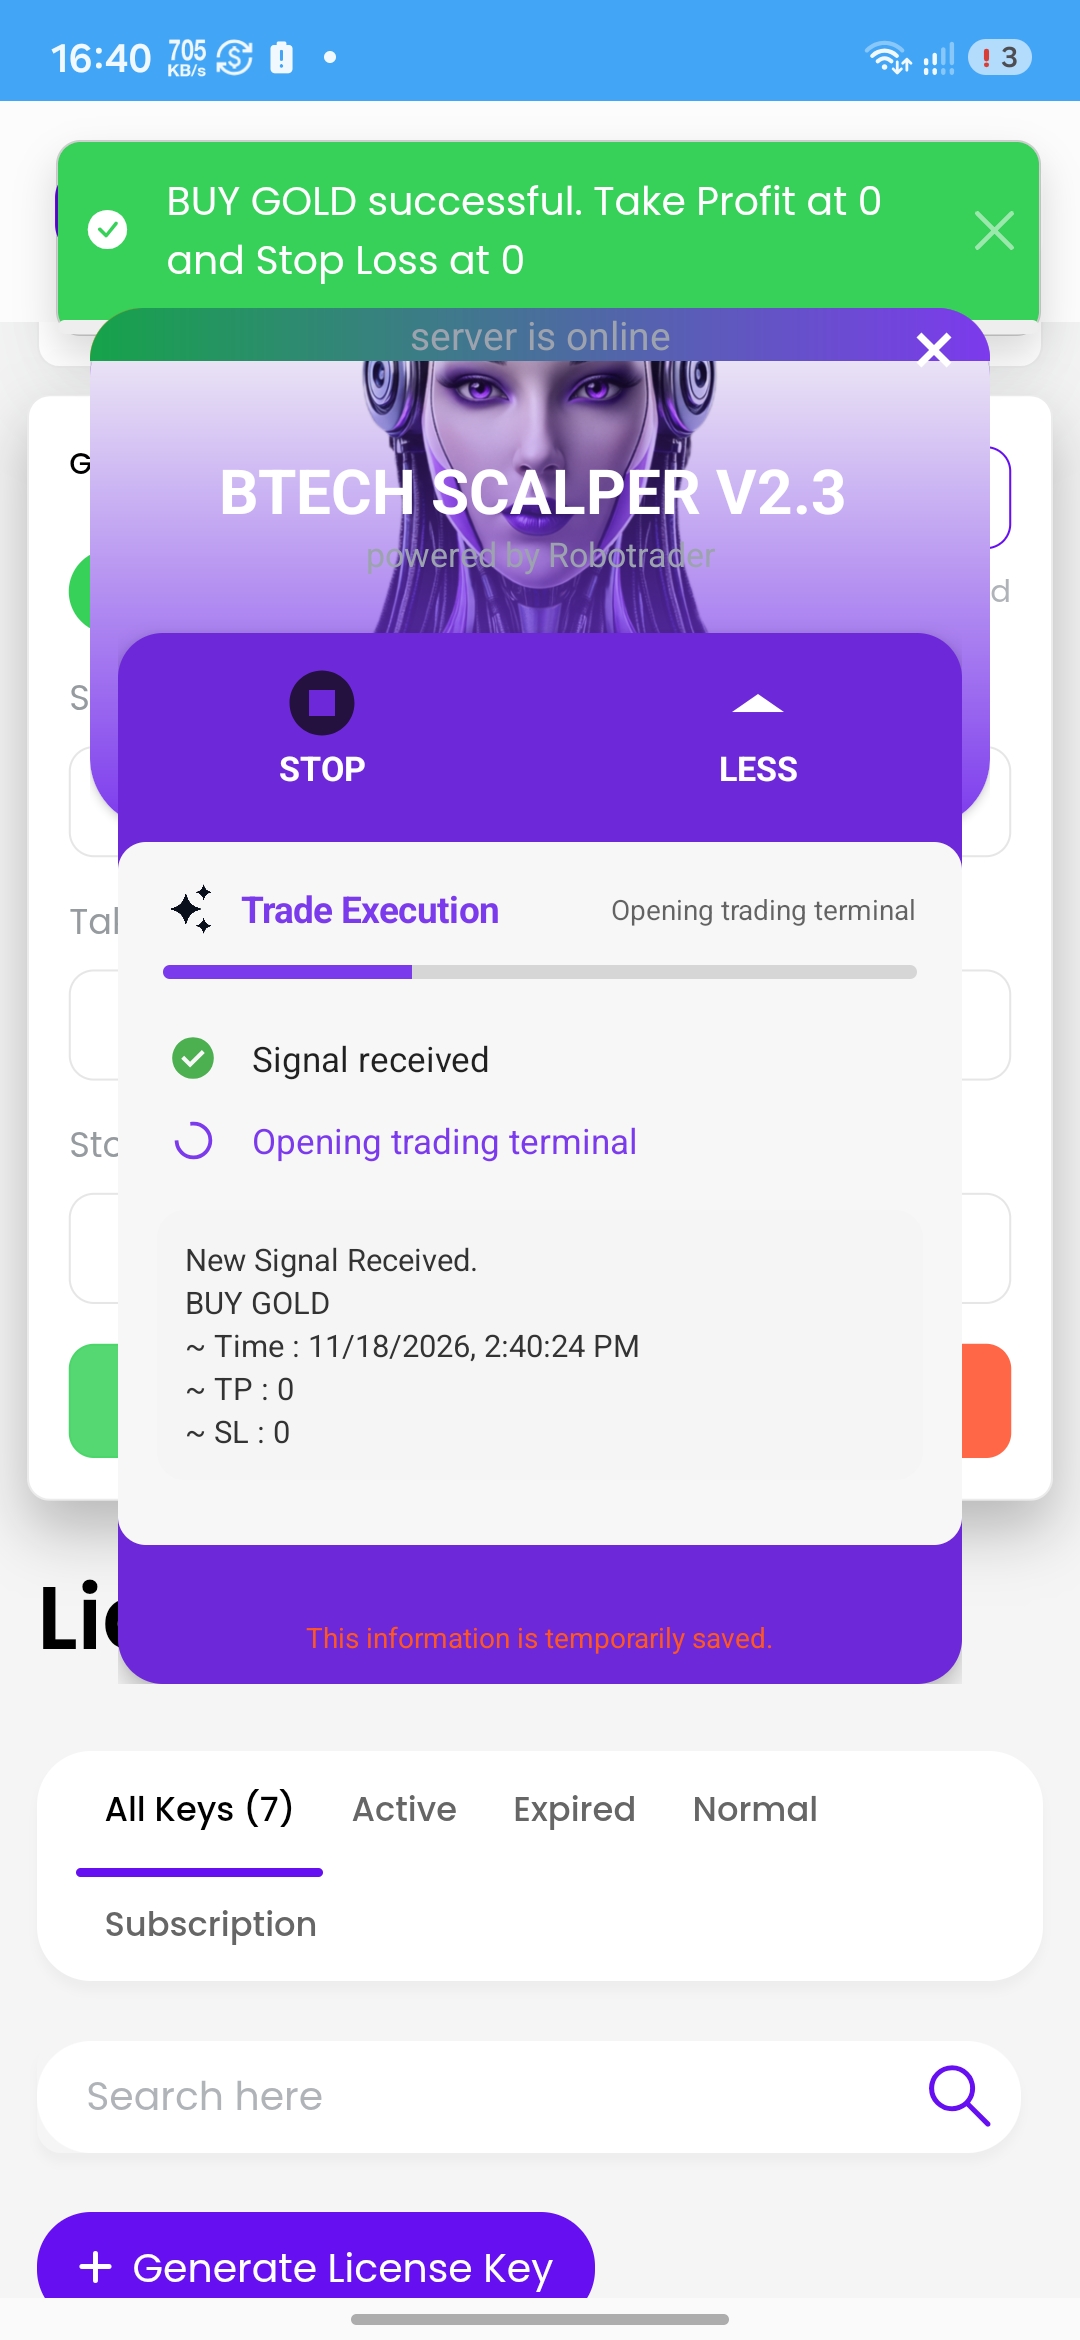 16:40 705 KB/s 3
BUY GOLD successful. Take Profit at 0
and Stop Loss at 0
server is online
BTECH SCALPER V2.3
powered by Robotrader
STOP LESS
Trade Execution Opening trading terminal
Signal received
Opening trading terminal
New Signal Received.
BUY GOLD
~ Time : 11/18/2026, 2:40:24 PM
~ TP : 0
~ SL : 0
This information is temporarily saved.
All Keys (7) Active Expired Normal
Subscription
Search here
+ Generate License Key